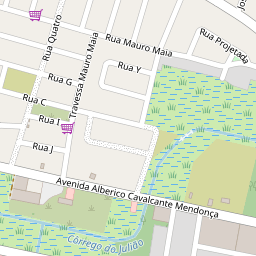 Rua Quatro
Travessa Mauro Maia
Rua Mauro Maia
Rua Projetada
Rua Y
Rua G
Rua C
Rua I
Rua J
Avenida Alberico Cavalcante Mendonça
Córrego do Julião